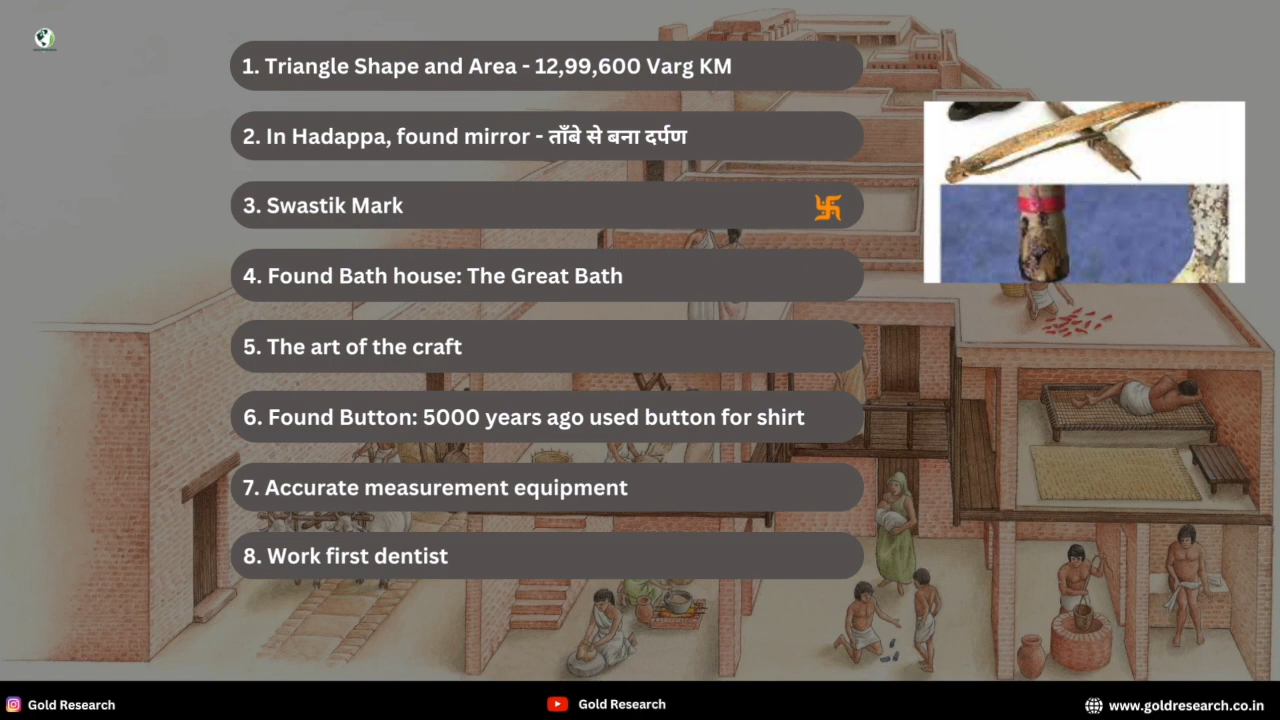 1. Triangle Shape and Area - 12,99,600 Varg KM
2. In Hadappa, found mirror - ताँबे से बना दर्पण
3. Swastik Mark
4. Found Bath house: The Great Bath
5. The art of the craft
6. Found Button: 5000 years ago used button for shirt
7. Accurate measurement equipment
8. Work first dentist
Gold Research
Gold Research
www.goldresearch.co.in